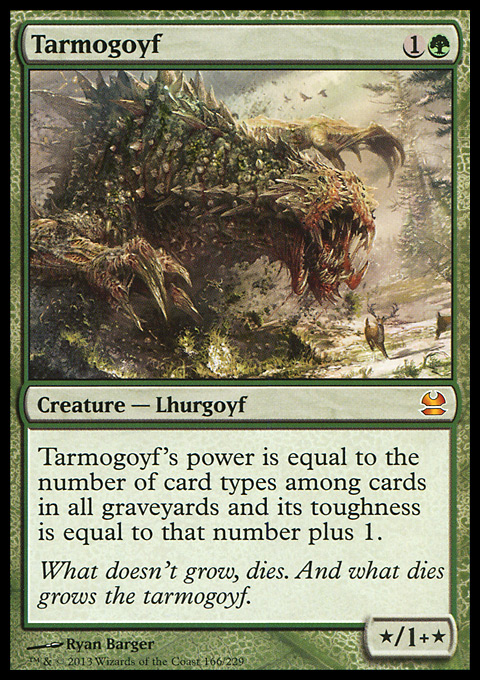 Tarmogoyf 1
Creature — Lhurgoyf
Tarmogoyf's power is equal to the
number of card types among cards
in all graveyards and its toughness
is equal to that number plus 1.
What doesn't grow, dies. And what dies
grows the tarmogoyf.
★/1+★
Ryan Barger
™ & © 2013 Wizards of the Coast 166/229